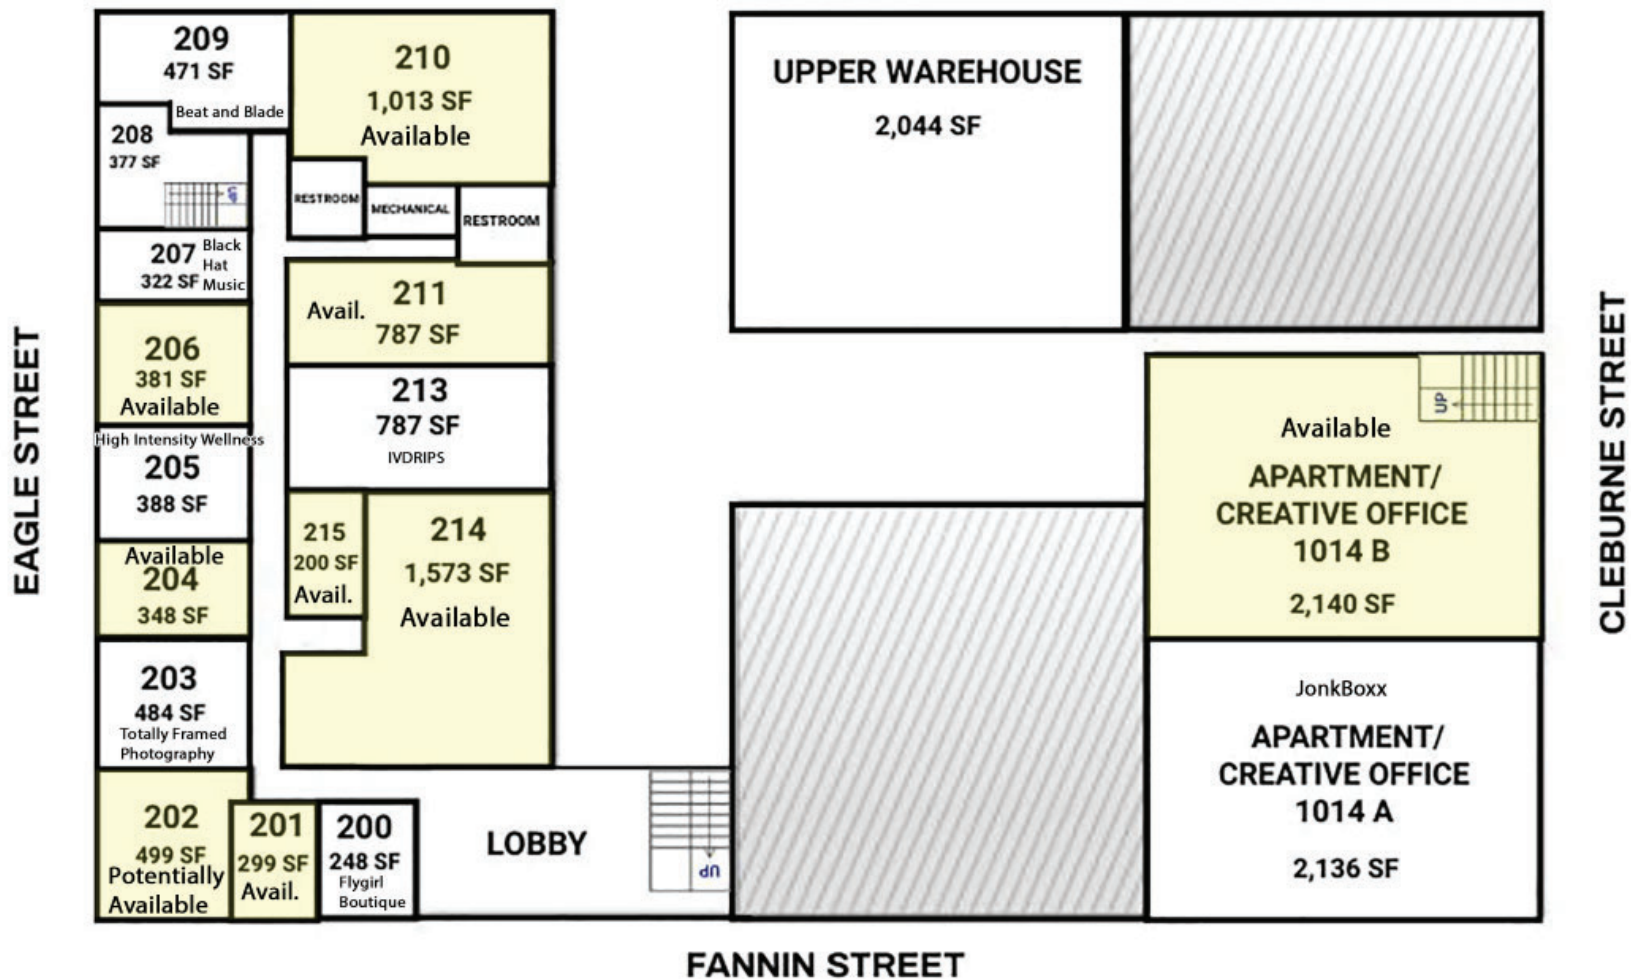 209
471 SF
Beat and Blade
210
1,013 SF
Available
208
377 SF
UP
RESTROOM
MECHANICAL
RESTROOM
207
322 SF
Black
Hat
Music
211
Avail.
787 SF
206
381 SF
Available
213
787 SF
IVDRIPS
High Intensity Wellness
205
388 SF
215
200 SF
Avail.
214
1,573 SF
Available
Available
204
348 SF
203
484 SF
Totally Framed
Photography
202
499 SF
Potentially
Available
201
299 SF
Avail.
200
248 SF
Flygirl
Boutique
LOBBY
UP
UPPER WAREHOUSE
2,044 SF
UP
Available
APARTMENT/
CREATIVE OFFICE
1014 B
2,140 SF
JonkBoxx
APARTMENT/
CREATIVE OFFICE
1014 A
2,136 SF
EAGLE STREET
CLEBURNE STREET
FANNIN STREET